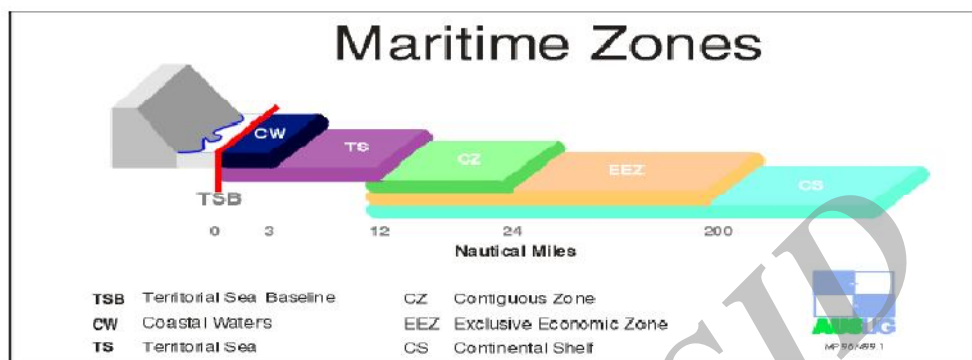 Maritime Zones
CW
TS
CZ
EEZ
CS
TSB
0 3 12 24 200
Nautical Miles
TSB Territorial Sea Baseline
CW Coastal Waters
TS Territorial Sea
CZ Contiguous Zone
EEZ Exclusive Economic Zone
CS Continental Shelf
AUSLIG
SID